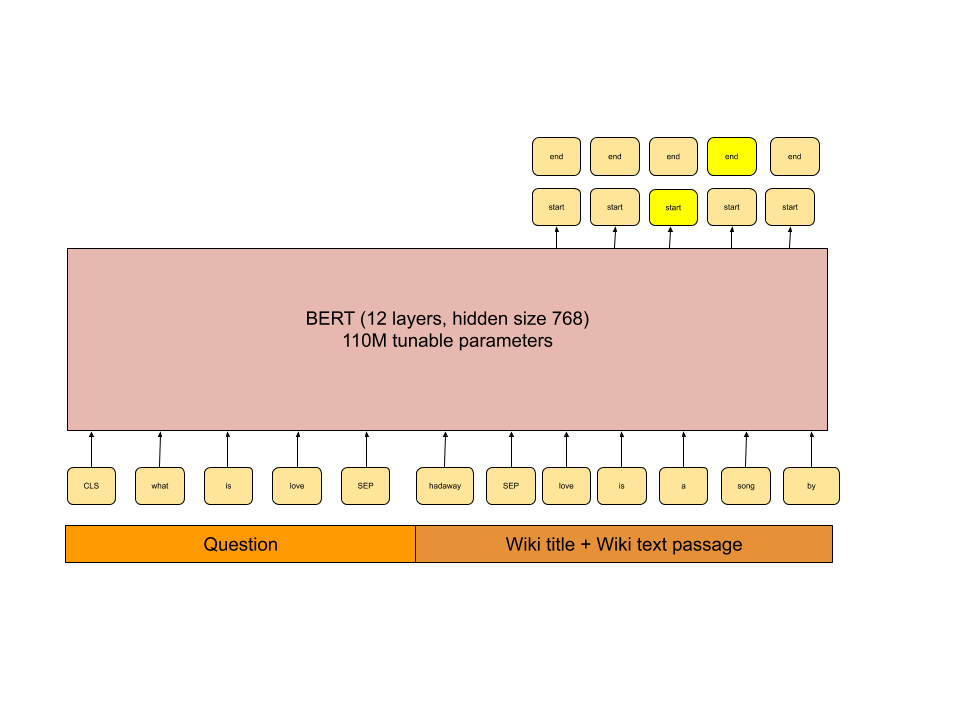 end end end end end
start start start start start
BERT (12 layers, hidden size 768)
110M tunable parameters
CLS what is love SEP hadaway SEP love is a song by
Question Wiki title + Wiki text passage